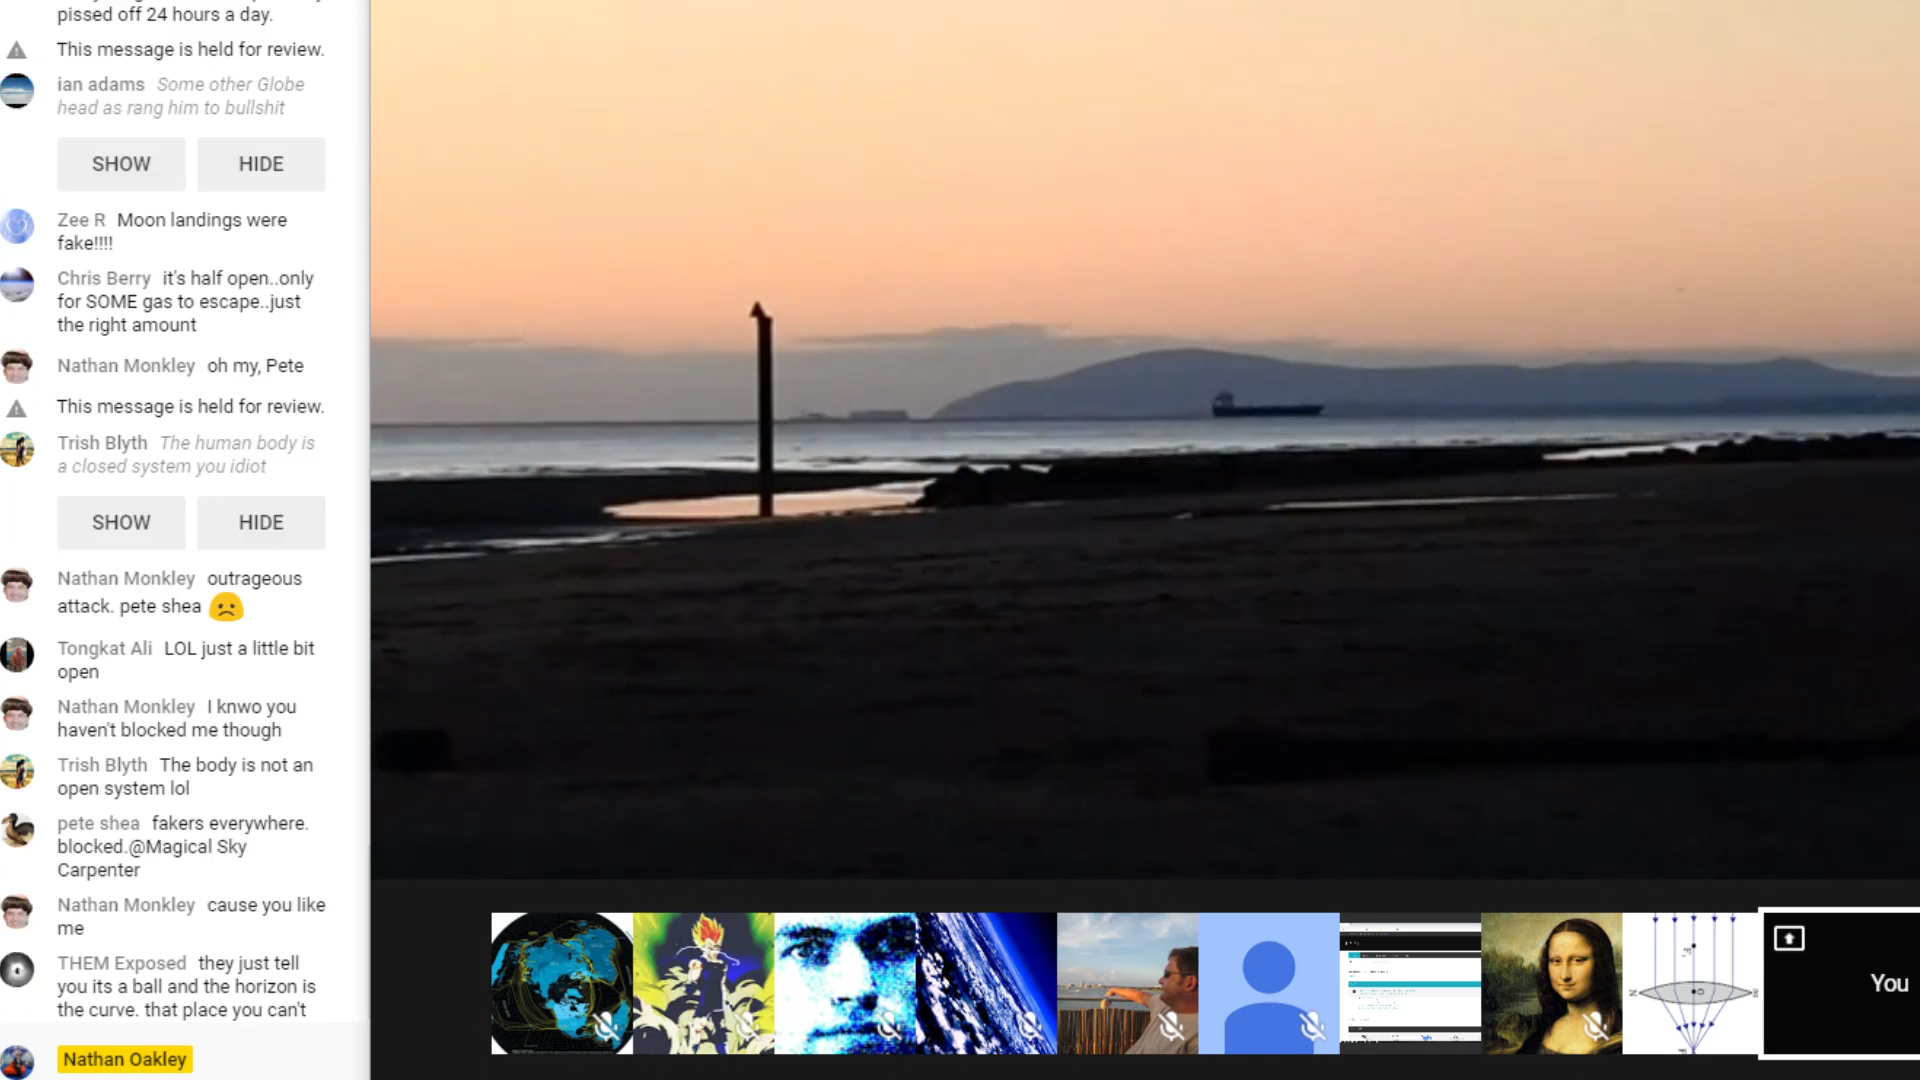 pissed off 24 hours a day.
This message is held for review.
ian adams Some other Globe
head as rang him to bullshit
SHOW HIDE
Zee R Moon landings were
fake!!!!
Chris Berry it's half open..only
for SOME gas to escape..just
the right amount
Nathan Monkley oh my, Pete
This message is held for review.
Trish Blyth The human body is
a closed system you idiot
SHOW HIDE
Nathan Monkley outrageous
attack. pete shea
Tongkat Ali LOL just a little bit
open
Nathan Monkley I knwo you
haven't blocked me though
Trish Blyth The body is not an
open system lol
pete shea fakers everywhere.
blocked.@Magical Sky
Carpenter
Nathan Monkley cause you like
me
THEM Exposed they just tell
you its a ball and the horizon is
the curve. that place you can't
Nathan Oakley
You